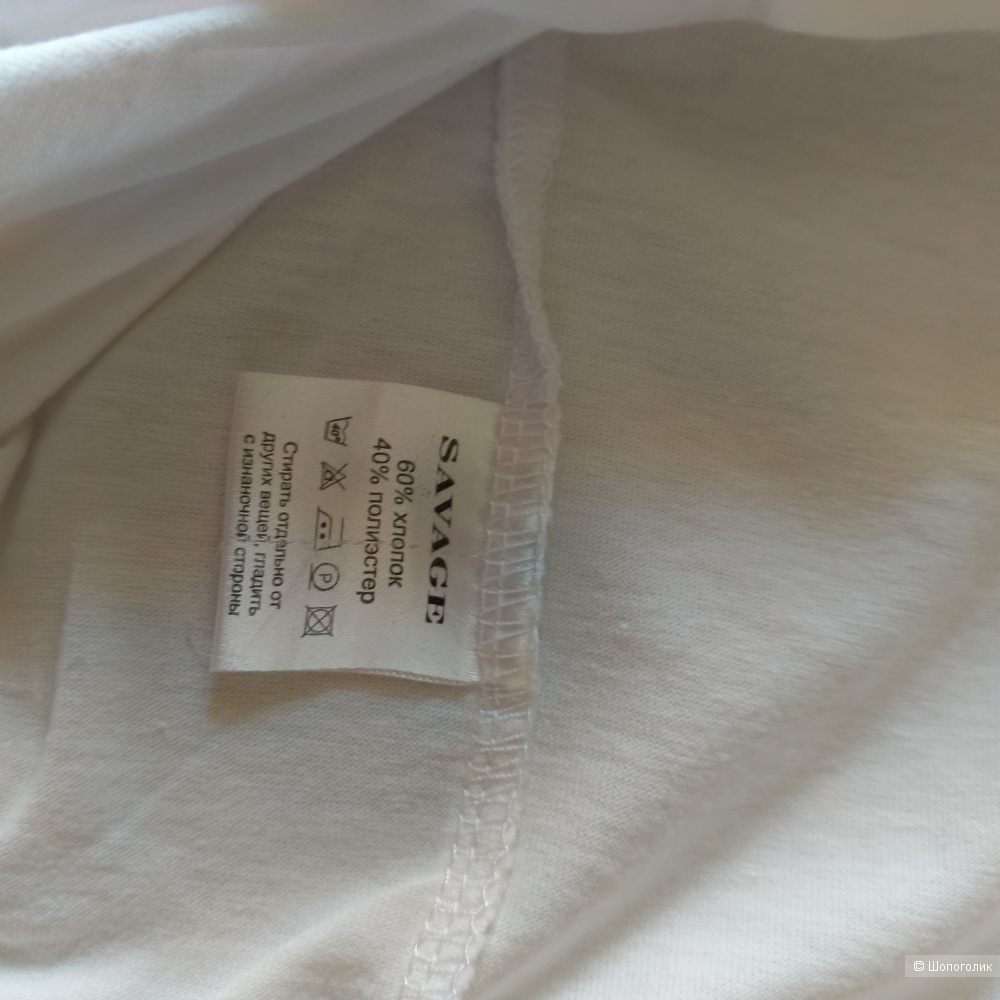 SAVAGE
60% хлопок
40% полиэстер
40°
P
Стирать отдельно от
других вещей, гладить
с изнаночной стороны
© Шопоголик